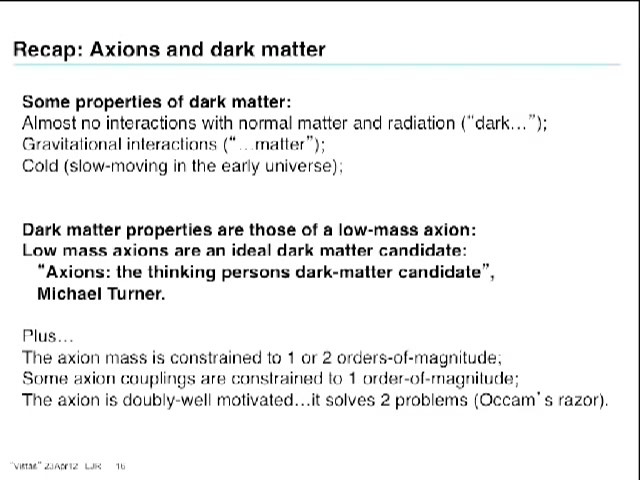 Recap: Axions and dark matter
Some properties of dark matter:
Almost no interactions with normal matter and radiation (“dark...”);
Gravitational interactions (“...matter”);
Cold (slow-moving in the early universe);
Dark matter properties are those of a low-mass axion:
Low mass axions are an ideal dark matter candidate:
“Axions: the thinking persons dark-matter candidate”,
Michael Turner.
Plus...
The axion mass is constrained to 1 or 2 orders-of-magnitude;
Some axion couplings are constrained to 1 order-of-magnitude;
The axion is doubly-well motivated...it solves 2 problems (Occam’s razor).
23Apr12 LJR 16